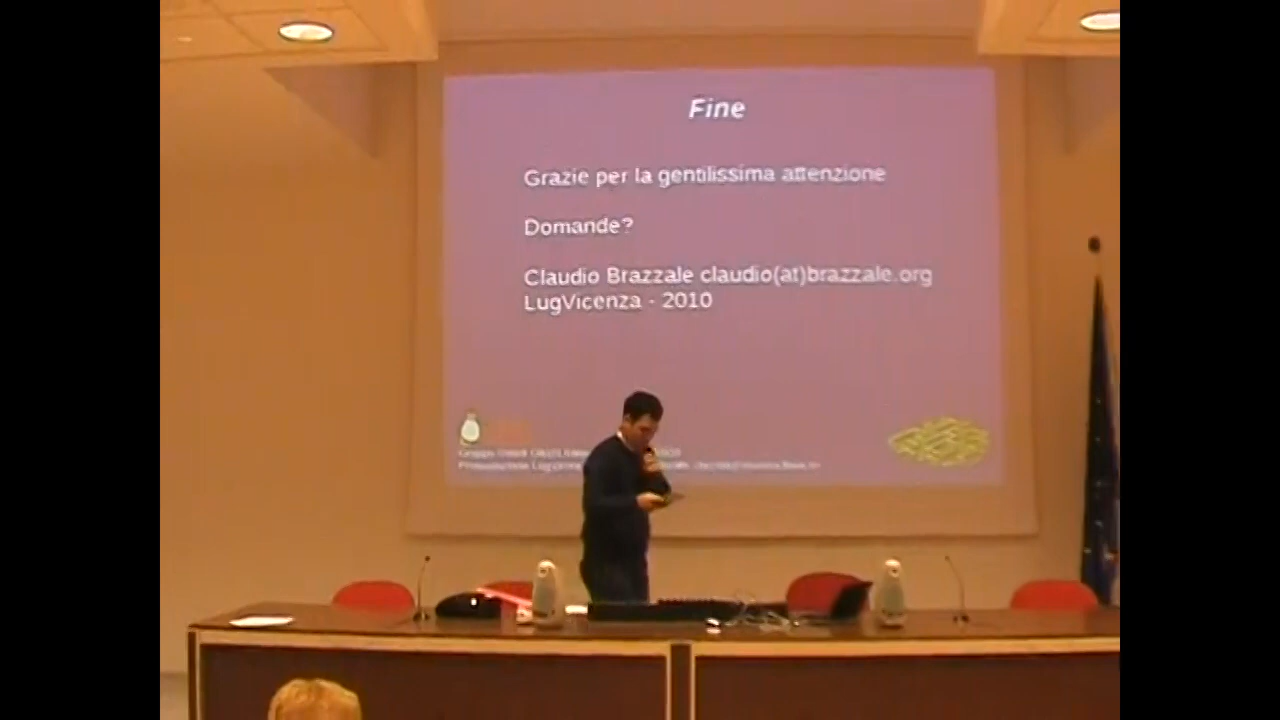 Fine
Grazie per la gentilissima attenzione
Domande?
Claudio Brazzale claudio(at)brazzale.org
LugVicenza - 2010